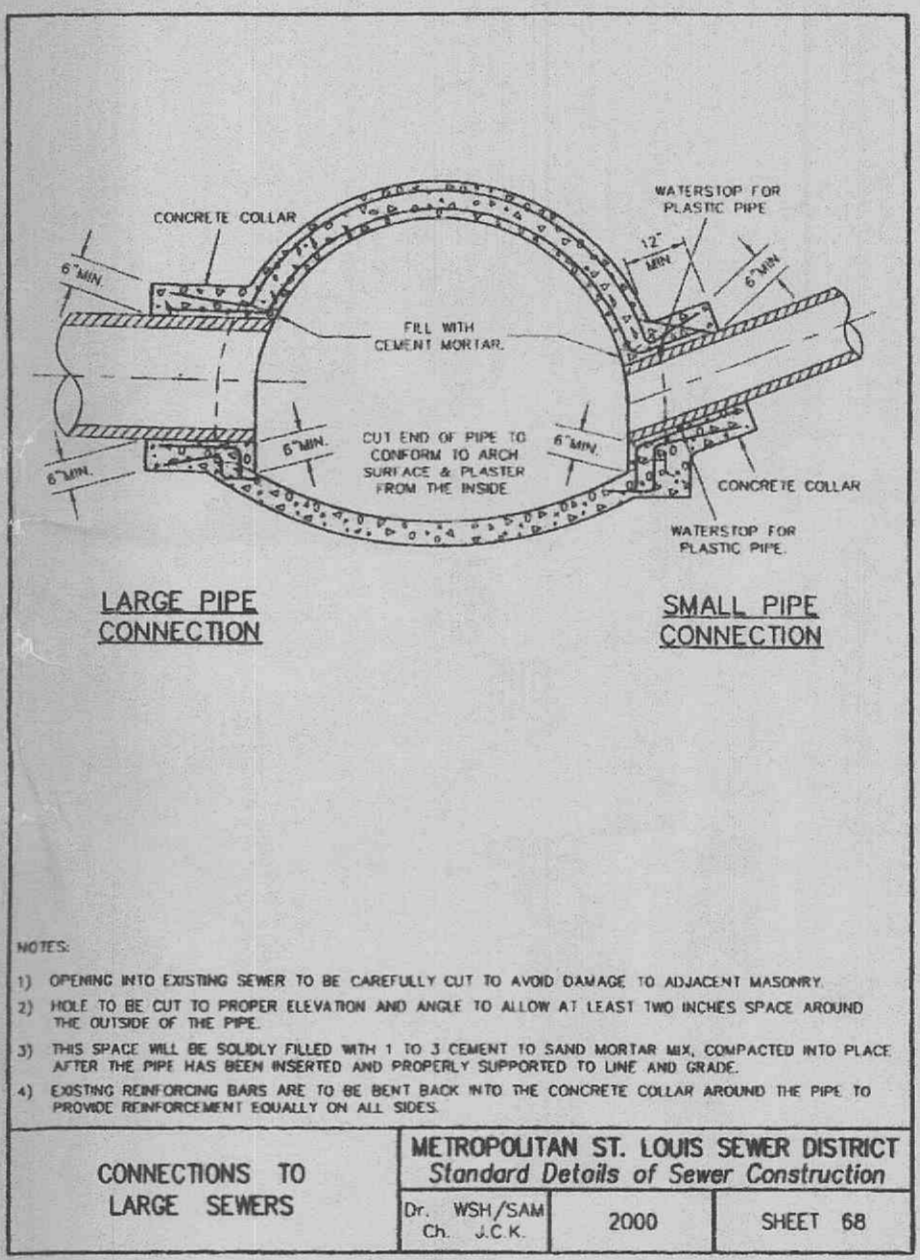 CONCRETE COLLAR
WATERSTOP FOR
PLASTIC PIPE
12"
MIN
6"MIN.
6"MIN
FILL WITH
CEMENT MORTAR.
6"MIN.
CUT END OF PIPE TO
CONFORM TO ARCH
SURFACE & PLASTER
FROM THE INSIDE
6"MIN.
6"MIN.
CONCRETE COLLAR
WATERSTOP FOR
PLASTIC PIPE.
LARGE PIPE
CONNECTION
SMALL PIPE
CONNECTION
NOTES:
1) OPENING INTO EXISTING SEWER TO BE CAREFULLY CUT TO AVOID DAMAGE TO ADJACENT MASONRY.
2) HOLE TO BE CUT TO PROPER ELEVATION AND ANGLE TO ALLOW AT LEAST TWO INCHES SPACE AROUND
THE OUTSIDE OF THE PIPE.
3) THIS SPACE WILL BE SOLIDLY FILLED WITH 1 TO 3 CEMENT TO SAND MORTAR MIX, COMPACTED INTO PLACE
AFTER THE PIPE HAS BEEN INSERTED AND PROPERLY SUPPORTED TO LINE AND GRADE.
4) EXISTING REINFORCING BARS ARE TO BE BENT BACK INTO THE CONCRETE COLLAR AROUND THE PIPE TO
PROVIDE REINFORCEMENT EQUALLY ON ALL SIDES.
CONNECTIONS TO
LARGE SEWERS
METROPOLITAN ST. LOUIS SEWER DISTRICT
Standard Details of Sewer Construction
Dr. WSH/SAM
Ch. J.C.K.
2000
SHEET 68